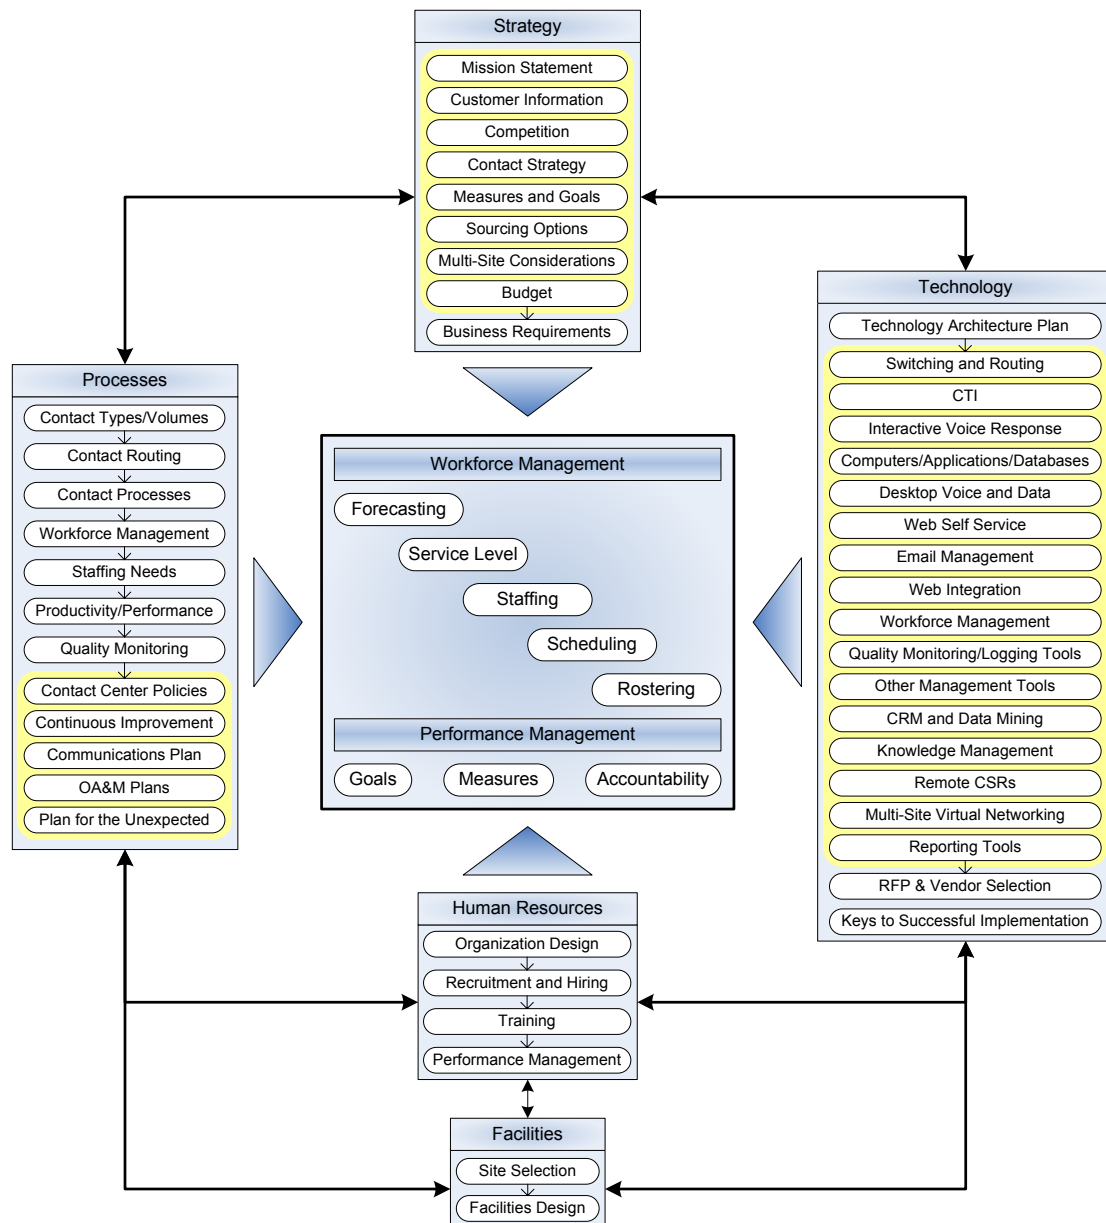 Strategy
Mission Statement
Customer Information
Competition
Contact Strategy
Measures and Goals
Sourcing Options
Multi-Site Considerations
Budget
Business Requirements
Processes
Contact Types/Volumes
Contact Routing
Contact Processes
Workforce Management
Staffing Needs
Productivity/Performance
Quality Monitoring
Contact Center Policies
Continuous Improvement
Communications Plan
OA&M Plans
Plan for the Unexpected
Workforce Management
Forecasting
Service Level
Staffing
Scheduling
Rostering
Performance Management
Goals
Measures
Accountability
Technology
Technology Architecture Plan
Switching and Routing
CTI
Interactive Voice Response
Computers/Applications/Databases
Desktop Voice and Data
Web Self Service
Email Management
Web Integration
Workforce Management
Quality Monitoring/Logging Tools
Other Management Tools
CRM and Data Mining
Knowledge Management
Remote CSRs
Multi-Site Virtual Networking
Reporting Tools
RFP & Vendor Selection
Keys to Successful Implementation
Human Resources
Organization Design
Recruitment and Hiring
Training
Performance Management
Facilities
Site Selection
Facilities Design